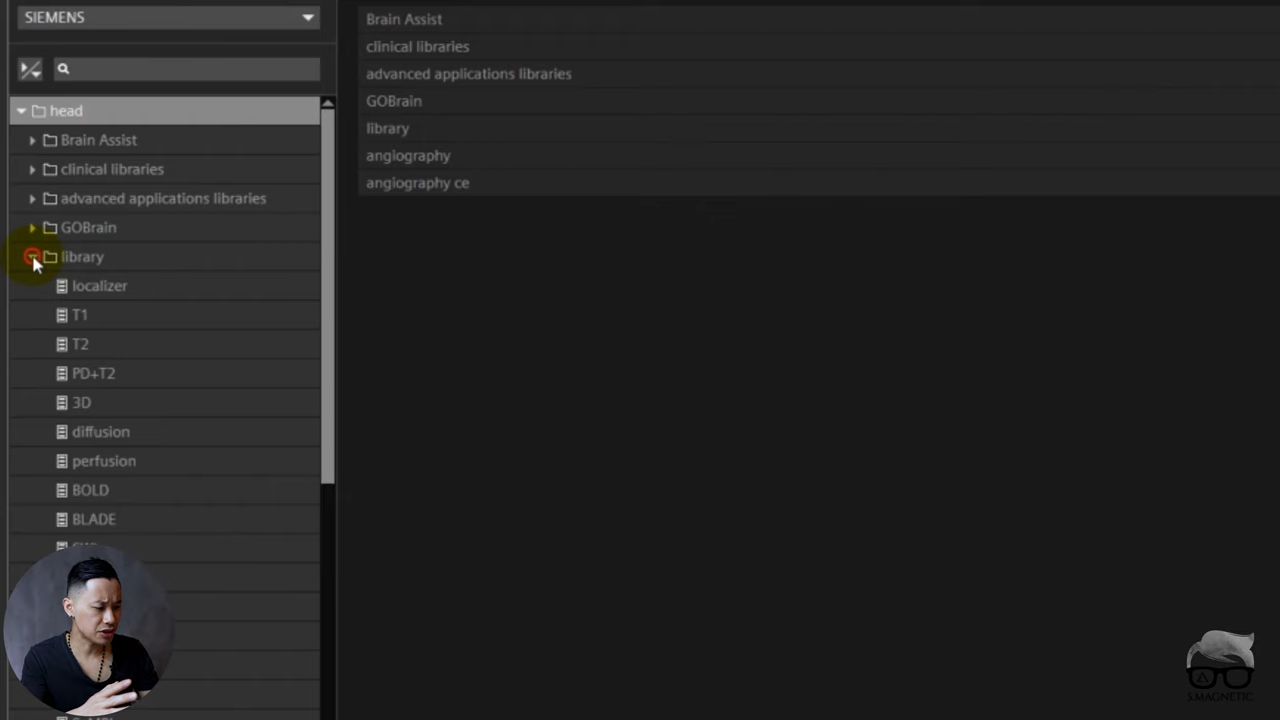 SIEMENS
head
Brain Assist
clinical libraries
advanced applications libraries
GOBrain
library
localizer
T1
T2
PD+T2
3D
diffusion
perfusion
BOLD
BLADE
Brain Assist
clinical libraries
advanced applications libraries
GOBrain
library
angiography
angiography ce
S.MAGNETIC